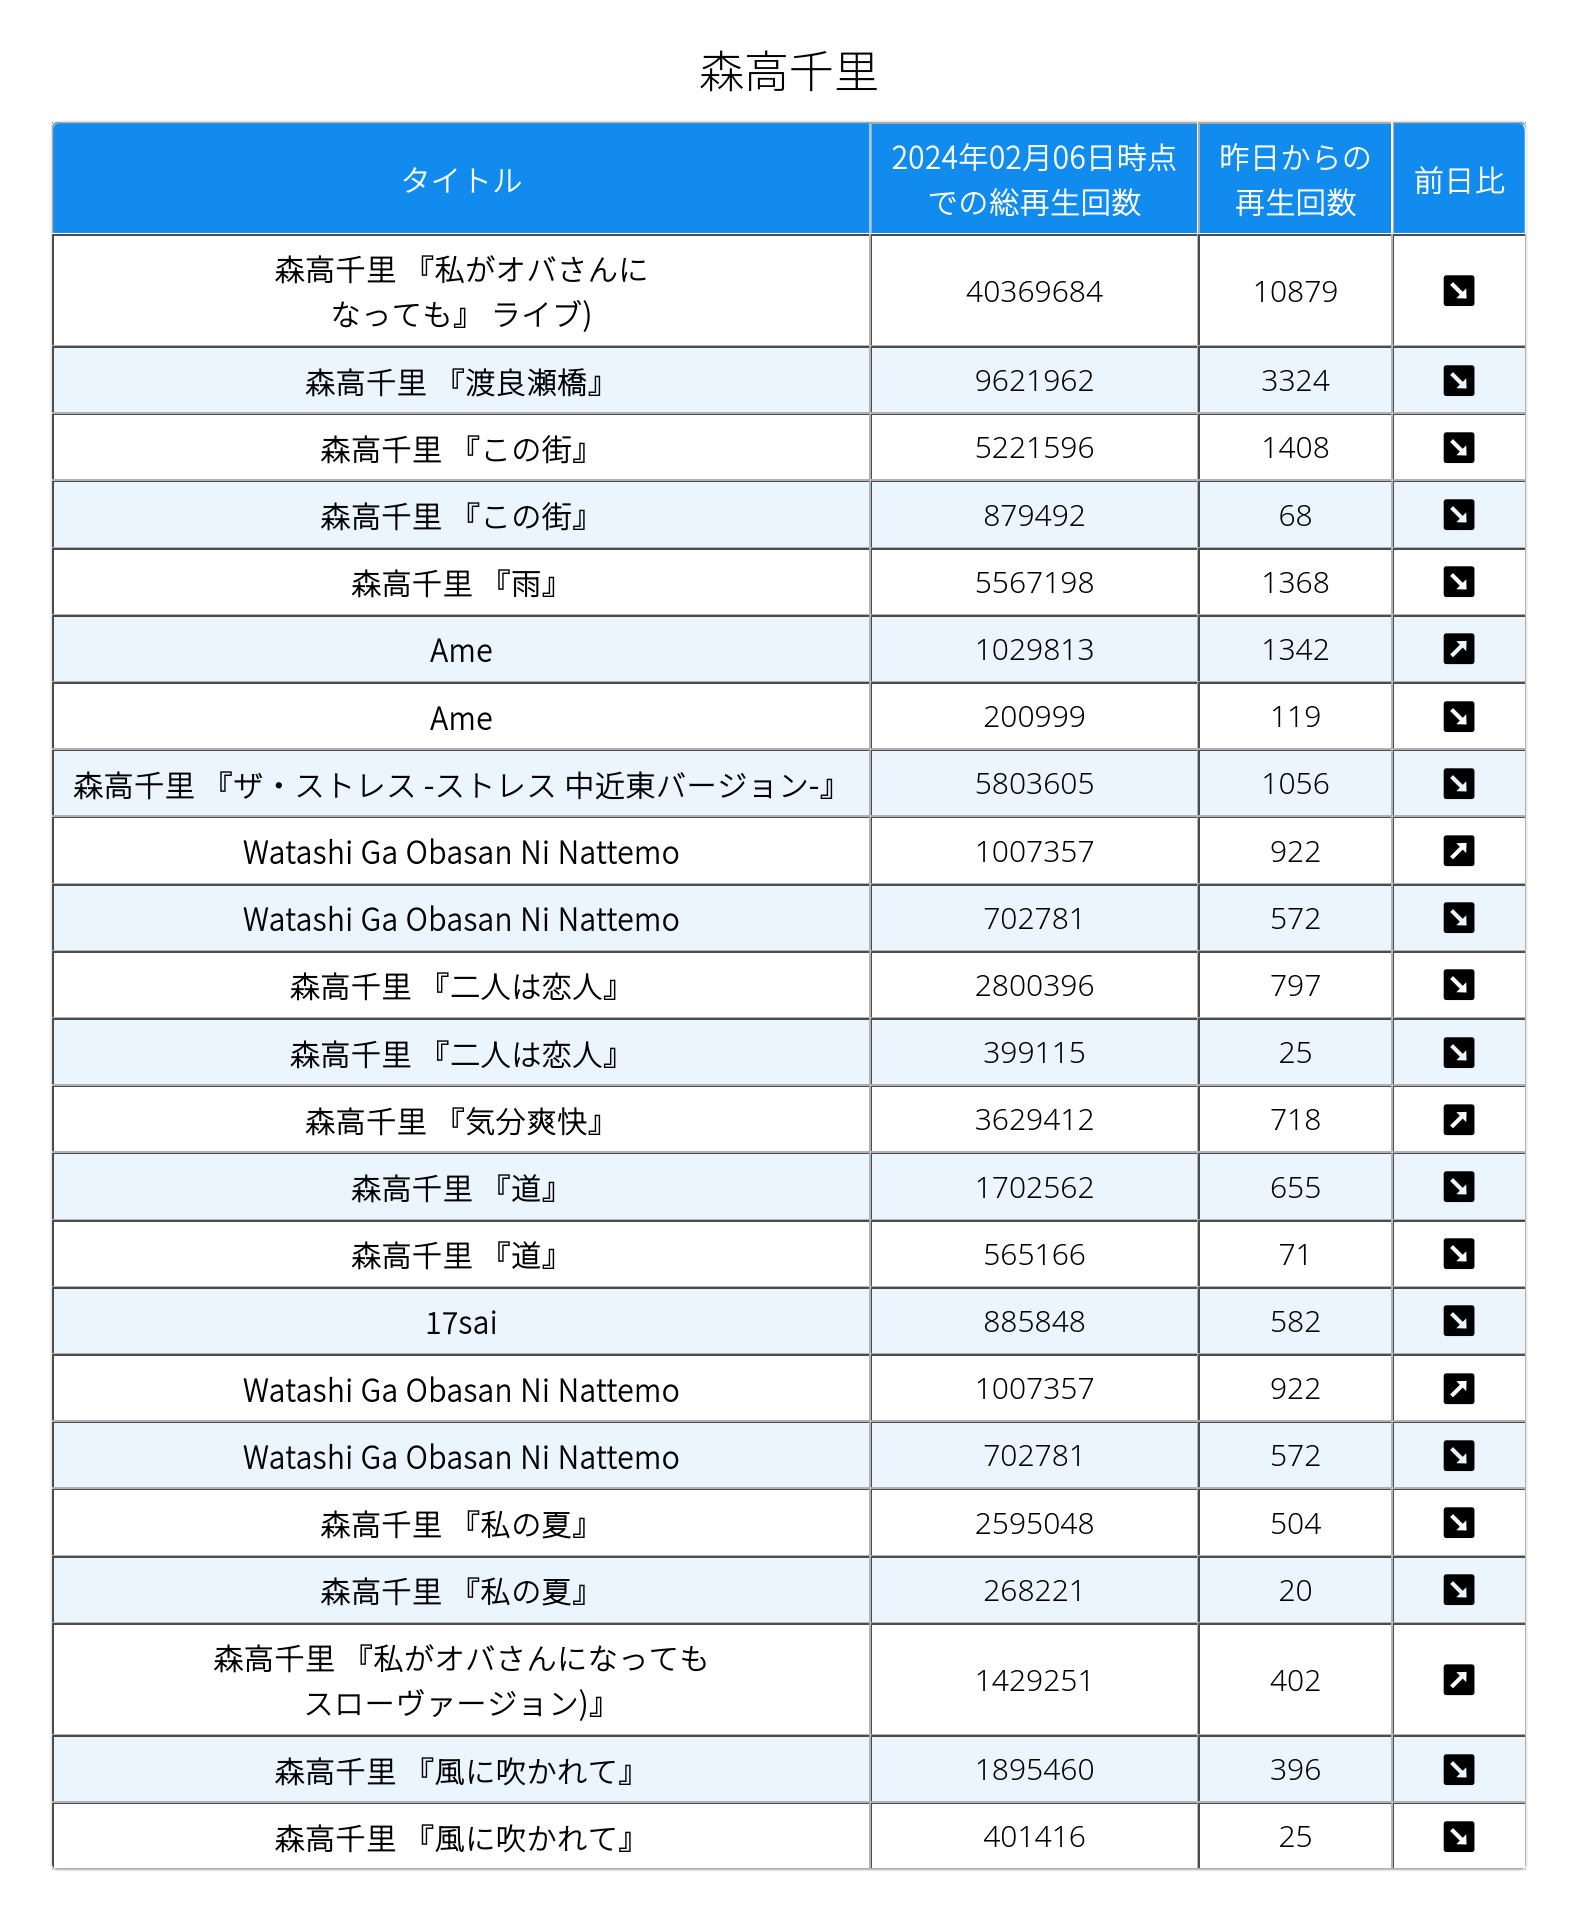 森高千里
タイトル
2024年02月06日時点
での総再生回数
昨日からの
再生回数
前日比
森高千里 『私がオバさんに
なっても』 ライブ)
40369684
10879
森高千里 『渡良瀬橋』
9621962
3324
森高千里 『この街』
5221596
1408
森高千里 『この街』
879492
68
森高千里 『雨』
5567198
1368
Ame
1029813
1342
Ame
200999
119
森高千里 『ザ・ストレス -ストレス 中近東バージョン-』
5803605
1056
Watashi Ga Obasan Ni Nattemo
1007357
922
Watashi Ga Obasan Ni Nattemo
702781
572
森高千里 『二人は恋人』
2800396
797
森高千里 『二人は恋人』
399115
25
森高千里 『気分爽快』
3629412
718
森高千里 『道』
1702562
655
森高千里 『道』
565166
71
17sai
885848
582
Watashi Ga Obasan Ni Nattemo
1007357
922
Watashi Ga Obasan Ni Nattemo
702781
572
森高千里 『私の夏』
2595048
504
森高千里 『私の夏』
268221
20
森高千里 『私がオバさんになっても
スローヴァージョン)』
1429251
402
森高千里 『風に吹かれて』
1895460
396
森高千里 『風に吹かれて』
401416
25